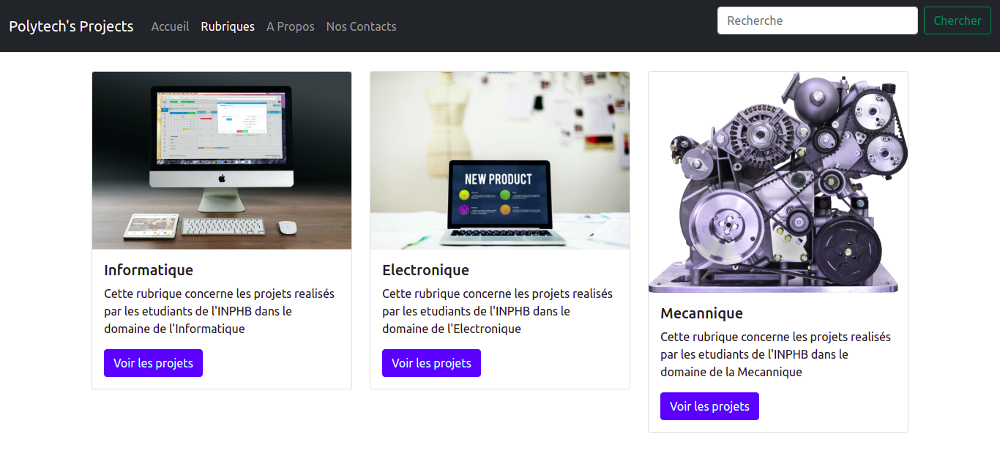 Polytech's Projects Accueil Rubriques A Propos Nos Contacts Recherche Chercher
NEW PRODUCT
Informatique
Cette rubrique concerne les projets realisés
par les etudiants de l'INPHB dans le
domaine de l'Informatique
Voir les projets
Electronique
Cette rubrique concerne les projets realisés
par les etudiants de l'INPHB dans le
domaine de l'Electronique
Voir les projets
Mecannique
Cette rubrique concerne les projets realisés
par les etudiants de l'INPHB dans le
domaine de la Mecannique
Voir les projets